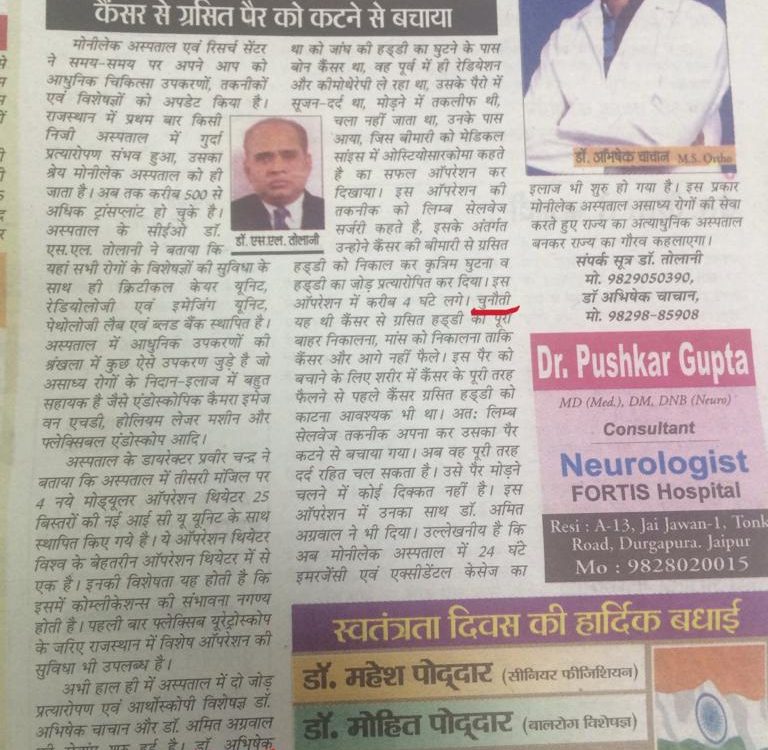 कैंसर से ग्रसित पैर को कटने से बचाया
मोनीलेक अस्पताल एवं रिसर्च सेंटर
ने समय-समय पर अपने आप को
आधुनिक चिकित्सा उपकरणों, तकनीकों
एवं विशेषज्ञों को अपडेट किया है।
राजस्थान में प्रथम बार किसी
निजी अस्पताल में गुर्दा
प्रत्यारोपण संभव हुआ, उसका
श्रेय मोनीलेक अस्पताल को ही
जाता है। अब तक करीब 500 से
अधिक ट्रांसप्लांट हो चुके है।
अस्पताल के सीईओ डॉ.
एस.एल. तोलानी ने बताया कि
यहां सभी रोगों के विशेषज्ञों की सुविधा के
साथ ही क्रिटीकल केयर यूनिट,
रेडियोलोजी एवं इमेजिंग यूनिट,
पेथोलोजी लैब एवं ब्लड बैंक स्थापित है।
अस्पताल में आधुनिक उपकरणों की
श्रंखला में कुछ ऐसे उपकरण जुड़े है जो
असाध्य रोगों के निदान-इलाज में बहुत
सहायक है जैसे एंडोस्कोपिक कैमरा इमेज
वन एचडी, होलियम लेजर मशीन और
फ्लेक्सिबल एंडोस्कोप आदि।
अस्पताल के डायरेक्टर प्रवीर चन्द्र ने
बताया कि अस्पताल में तीसरी मंजिल पर
4 नये मोड्यूलर ऑपरेशन थियेटर 25
बिस्तरों की नई आई सी यू यूनिट के साथ
स्थापित किए गये है। ये ऑपरेशन थियेटर
विश्व के बेहतरीन ऑपरेशन थियेटर में से
एक है। इनकी विशेषता यह होती है कि
इसमें कोम्लीकेशन्स की संभावना नगण्य
होती है। पहली बार फ्लेक्सिब यूरेट्रोस्कोप
के जरिए राजस्थान में विशेष ऑपरेशन की
सुविधा भी उपलब्ध है।
अभी हाल ही में अस्पताल में दो जोड़
प्रत्यारोपण एवं आर्थोस्कोपी विशेषज्ञ डॉ.
अभिषेक चाचान और डॉ. अमित अग्रवाल
डॉ. एस.एल. तोलानी
था को जांघ की हड्डी का घुटने के पास
बोन कैंसर था, वह पूर्व में ही रेडियेशन
और कीमोथेरेपी ले रहा था, उसके पैरो में
सूजन-दर्द था, मोड़ने में तकलीफ थी,
चला नहीं जाता था, उनके पास
आया, जिस बीमारी को मेडिकल
सांइस में ओस्टियोसारकोमा कहते
है का सफल ऑपरेशन कर
दिखाया। इस ऑपरेशन की
तकनीक को लिम्ब सेलवेज
सर्जरी कहते है, इसके अंतर्गत
उन्होने कैंसर की बीमारी से ग्रसित
हड्डी को निकाल कर कृत्रिम घुटना व
हड्डी का जोड़ प्रत्यारोपित कर दिया। इस
ऑपरेशन में करीब 4 घंटे लगे। चुनौती
यह थी कैंसर से ग्रसित हड्डी को पूरी
बाहर निकालना, मांस को निकालना ताकि
कैंसर और आगे नहीं फैले। इस पैर को
बचाने के लिए शरीर में कैंसर के पूरी तरह
फैलने से पहले कैंसर ग्रसित हड्डी को
काटना आवश्यक भी था। अतः लिम्ब
सेलवेज तकनीक अपना कर उसका पैर
कटने से बचाया गया। अब वह पूरी तरह
दर्द रहित चल सकता है। उसे पैर मोड़ने
चलने में कोई दिक्कत नहीं है। इस
ऑपरेशन में उनका साथ डॉ. अमित
अग्रवाल ने भी दिया। उल्लेखनीय है कि
अब मोनीलेक अस्पताल में 24 घंटे
इमरजेंसी एवं एक्सीडेंटल केसेज का
डॉ. अभिषेक चाचान M.S. Ortho
इलाज भी शुरु हो गया है। इस प्रकार
मोनीलेक अस्पताल असाध्य रोगों की सेवा
करते हुए राज्य का अत्याधुनिक अस्पताल
बनकर राज्य का गौरव कहलाएगा।
संपर्क सूत्र डॉ. तोलानी
मो. 9829050390,
डॉ अभिषेक चाचान,
मो. 98298-85908
Dr. Pushkar Gupta
MD (Med.), DM, DNB (Neuro)
Consultant
Neurologist
FORTIS Hospital
Resi : A-13, Jai Jawan-1, Tonk
Road, Durgapura. Jaipur
Mo : 9828020015
स्वतंत्रता दिवस की हार्दिक बधाई
डॉ. महेश पोद्दार (सीनियर फीजिशियन)
डॉ. मोहित पोद्दार (बालरोग विशेषज्ञ)